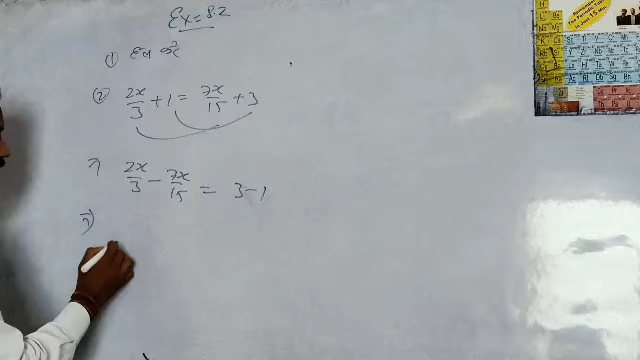 Ex = 8.2
(1) हल करें
(2) 2x/3 + 1 = 7x/15 + 3
⇒ 2x/3 - 7x/15 = 3 - 1
⇒